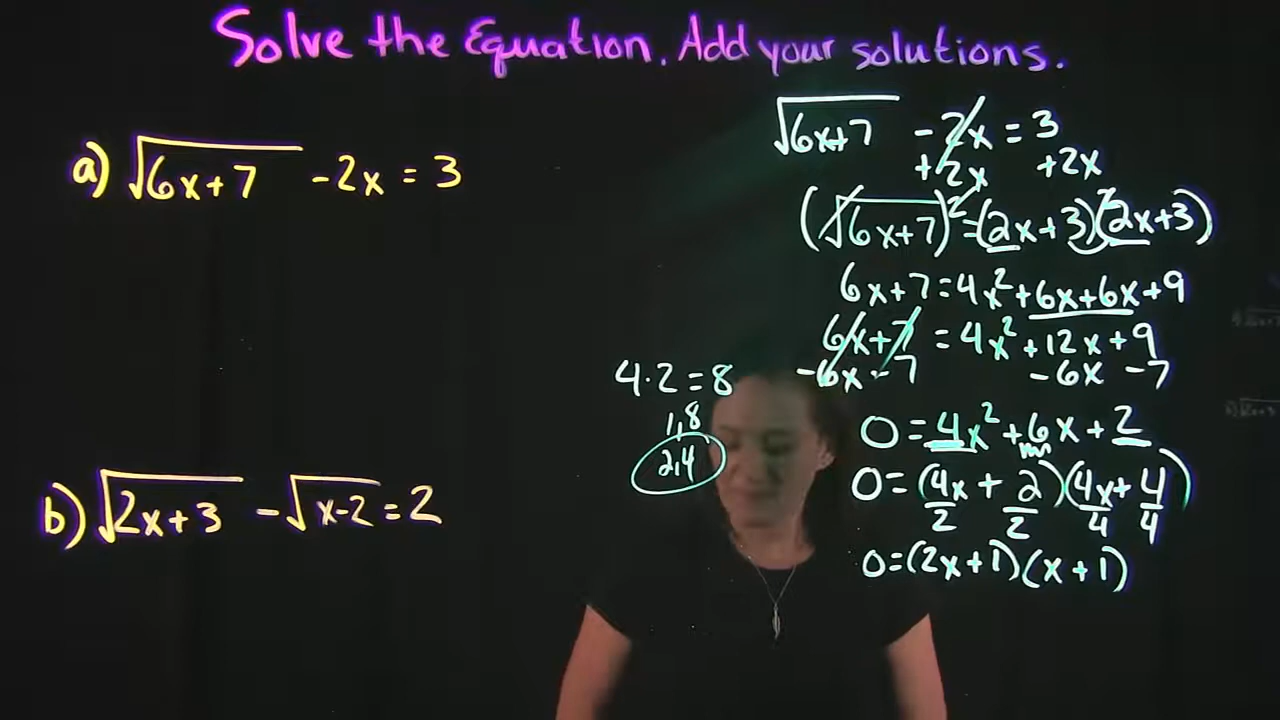 Solve the Equation. Add your solutions.
a) √(6x+7) -2x = 3
b) √(2x+3) -√(x-2) = 2
√(6x+7) -2x = 3
+2x +2x
(√(6x+7))² = (2x+3)(2x+3)
6x+7=4x²+6x+6x+9
6x+7 = 4x²+12x+9
-6x -7 -6x -7
4·2=8
1,8
2,4
0=4x²+6x+2
0=(4x/2 + 2/2)(4x/4 + 4/4)
0=(2x+1)(x+1)